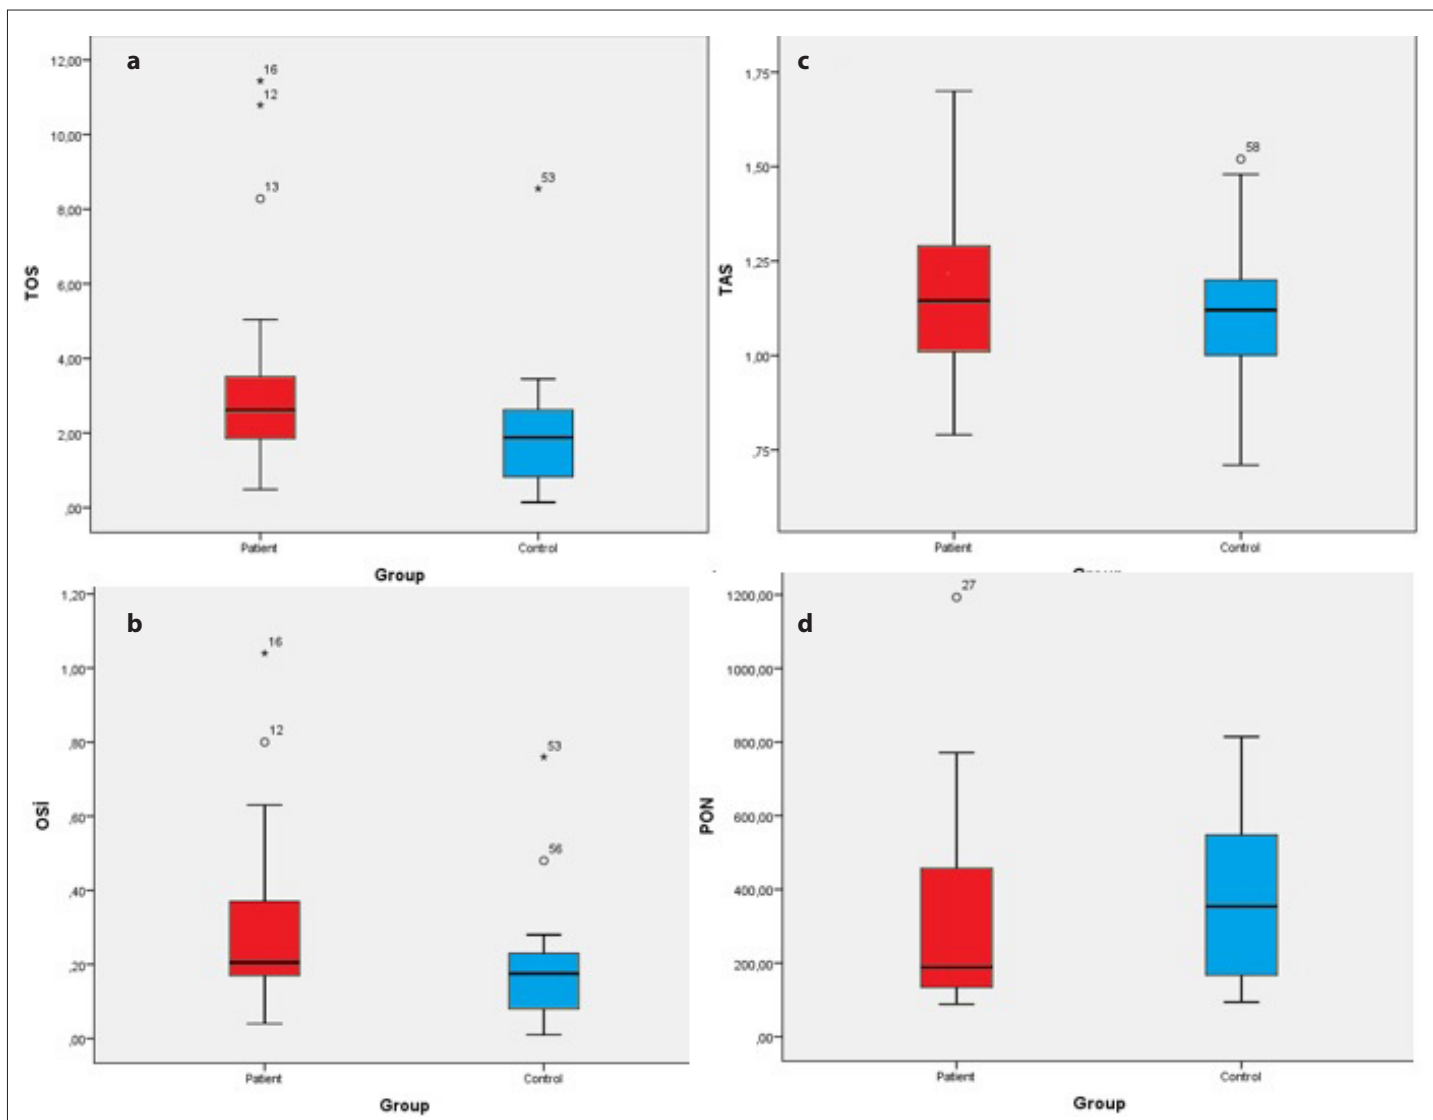 a
12,00
10,00
8,00
6,00
4,00
2,00
,00
TOS
16
12
13
53
Patient
Control
Group
c
1,75
1,50
1,25
1,00
,75
TAS
58
Patient
Control
Group
b
1,20
1,00
,80
,60
,40
,20
,00
OSİ
16
12
53
56
Patient
Control
Group
d
1200,00
1000,00
800,00
600,00
400,00
200,00
,00
PON
27
Patient
Control
Group